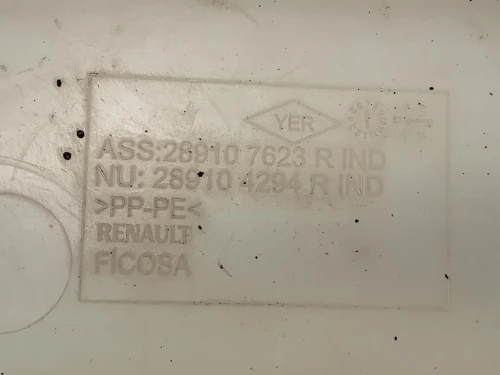 YER
ASS:28910 7623 R IND
NU: 28910 4294 R IND
>PP-PE<
RENAULT
FICOSA